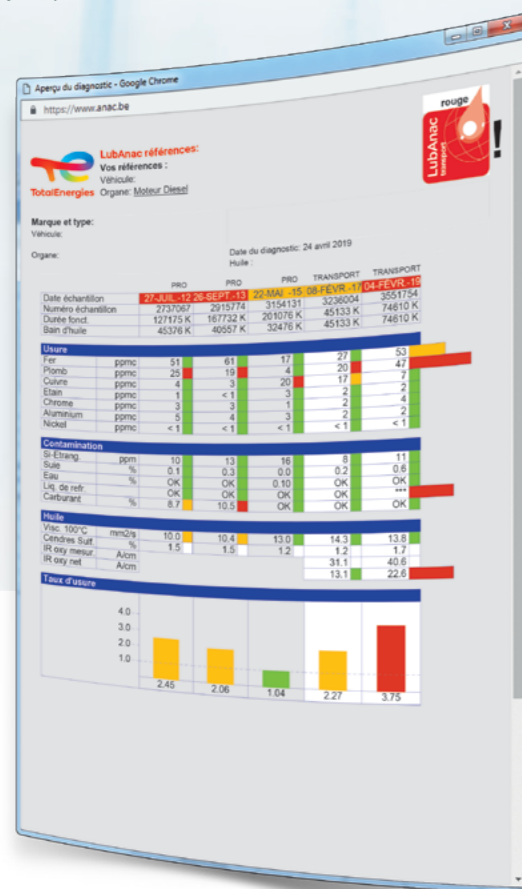 Aperçu du diagnostic - Google Chrome
https://www.anac.be
TotalEnergies
LubAnac références:
Vos références :
Véhicule:
Organe: Moteur Diesel
rouge
LubAnac
transport
!
Marque et type:
Véhicule:
Organe:
Date du diagnostic: 24 avril 2019
Huile :
PRO PRO PRO TRANSPORT TRANSPORT
Date échantillon 27-JUIL.-12 26-SEPT.-13 22-MAI -15 08-FÉVR.-17 04-FÉVR.-19
Numéro échantillon 2737067 2915774 3154131 3236004 3551754
Durée fonct. 127175 K 167732 K 201076 K 45133 K 74610 K
Bain d'huile 45376 K 40557 K 32476 K 45133 K 74610 K
Usure
Fer ppmc 51 61 17 27 53
Plomb ppmc 25 19 4 20 47
Cuivre ppmc 4 3 20 17 7
Etain ppmc 1 < 1 3 2 2
Chrome ppmc 3 3 1 2 4
Aluminium ppmc 5 4 3 2 2
Nickel ppmc < 1 < 1 < 1 < 1 < 1
Contamination
Si-Etrang. ppm 10 13 16 8 11
Suie % 0.1 0.3 0.0 0.2 0.6
Eau % OK OK 0.10 OK OK
Liq. de refr. OK OK OK OK ***
Carburant % 8.7 10.5 OK OK OK
Huile
Visc. 100°C mm2/s 10.0 10.4 13.0 14.3 13.8
Cendres Sulf. % 1.5 1.5 1.2 1.2 1.7
IR oxy mesur. A/cm 31.1 40.6
IR oxy net A/cm 13.1 22.6
Taux d'usure
4.0
3.0
2.0
1.0
2.45 2.06 1.04 2.27 3.75